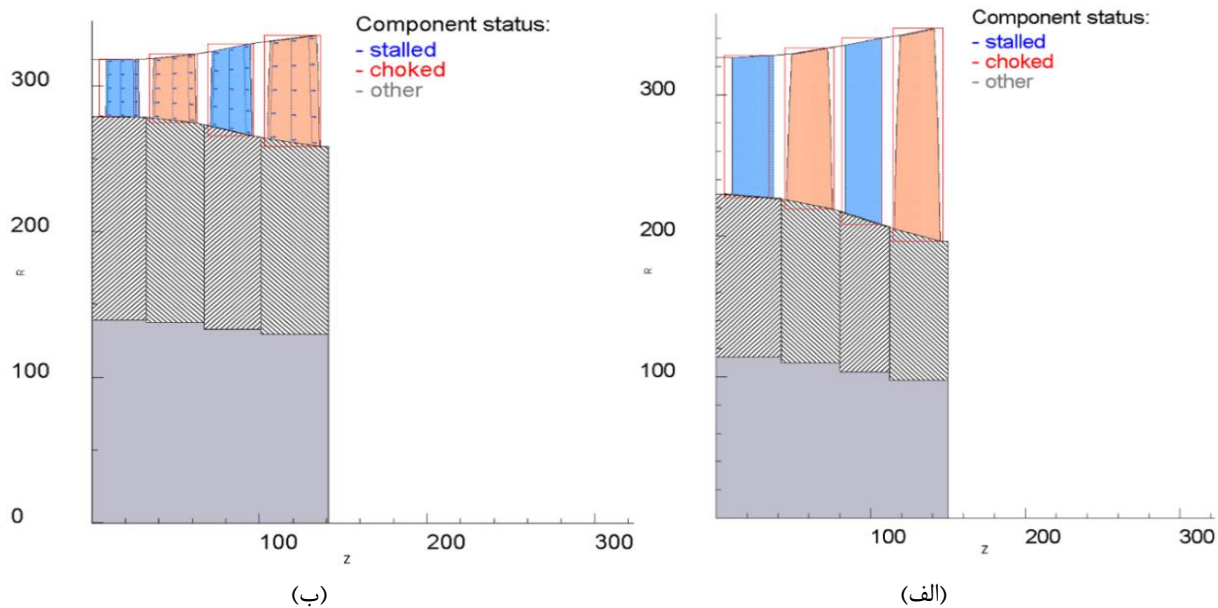 Component status:
- stalled
- choked
- other
300
200
100
0
R
100
200
300
Z
(ب)
Component status:
- stalled
- choked
- other
300
200
100
R
100
200
300
Z
(الف)